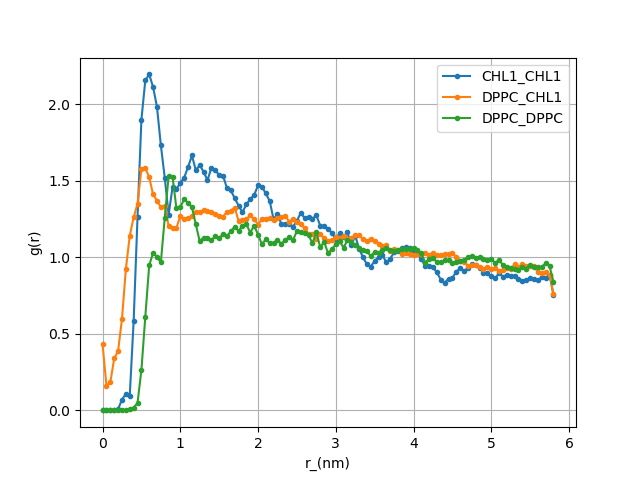 CHL1_CHL1
DPPC_CHL1
DPPC_DPPC
g(r)
2.0
1.5
1.0
0.5
0.0
0 1 2 3 4 5 6
r_(nm)